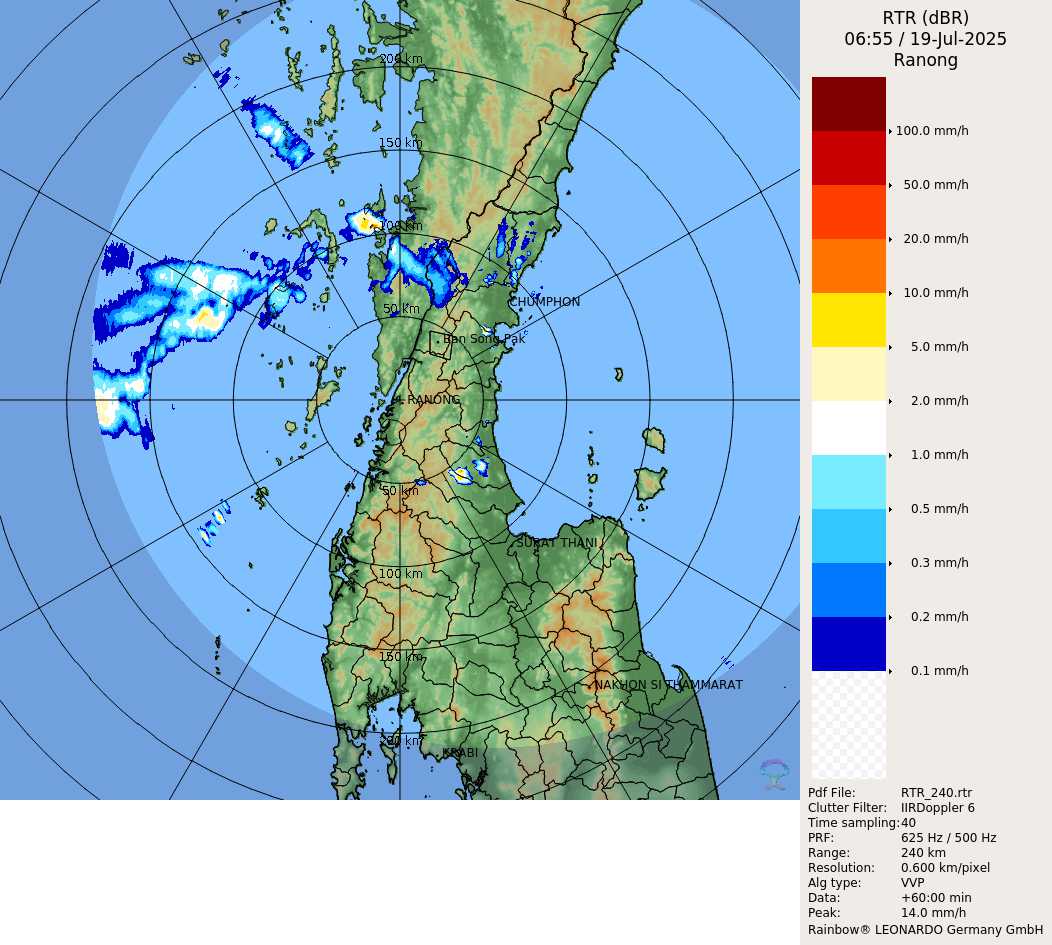 RTR (dBR)
06:55 / 19-Jul-2025
Ranong
200 km
150 km
100 km
50 km
CHUMPHON
Ban Song Pak
RANONG
50 km
SURAT THANI
100 km
150 km
NAKHON SI THAMMARAT
200 km
KRABI
100.0 mm/h
50.0 mm/h
20.0 mm/h
10.0 mm/h
5.0 mm/h
2.0 mm/h
1.0 mm/h
0.5 mm/h
0.3 mm/h
0.2 mm/h
0.1 mm/h
Pdf File: RTR_240.rtr
Clutter Filter: IIRDoppler 6
Time sampling: 40
PRF: 625 Hz / 500 Hz
Range: 240 km
Resolution: 0.600 km/pixel
Alg type: VVP
Data: +60:00 min
Peak: 14.0 mm/h
Rainbow® LEONARDO Germany GmbH